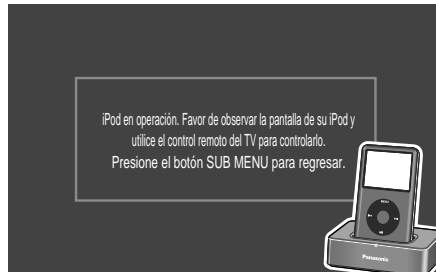 iPod en operación. Favor de observar la pantalla de su iPod y
utilice el control remoto del TV para controlarlo.
Presione el botón SUB MENU para regresar.
MENU
Panasonic